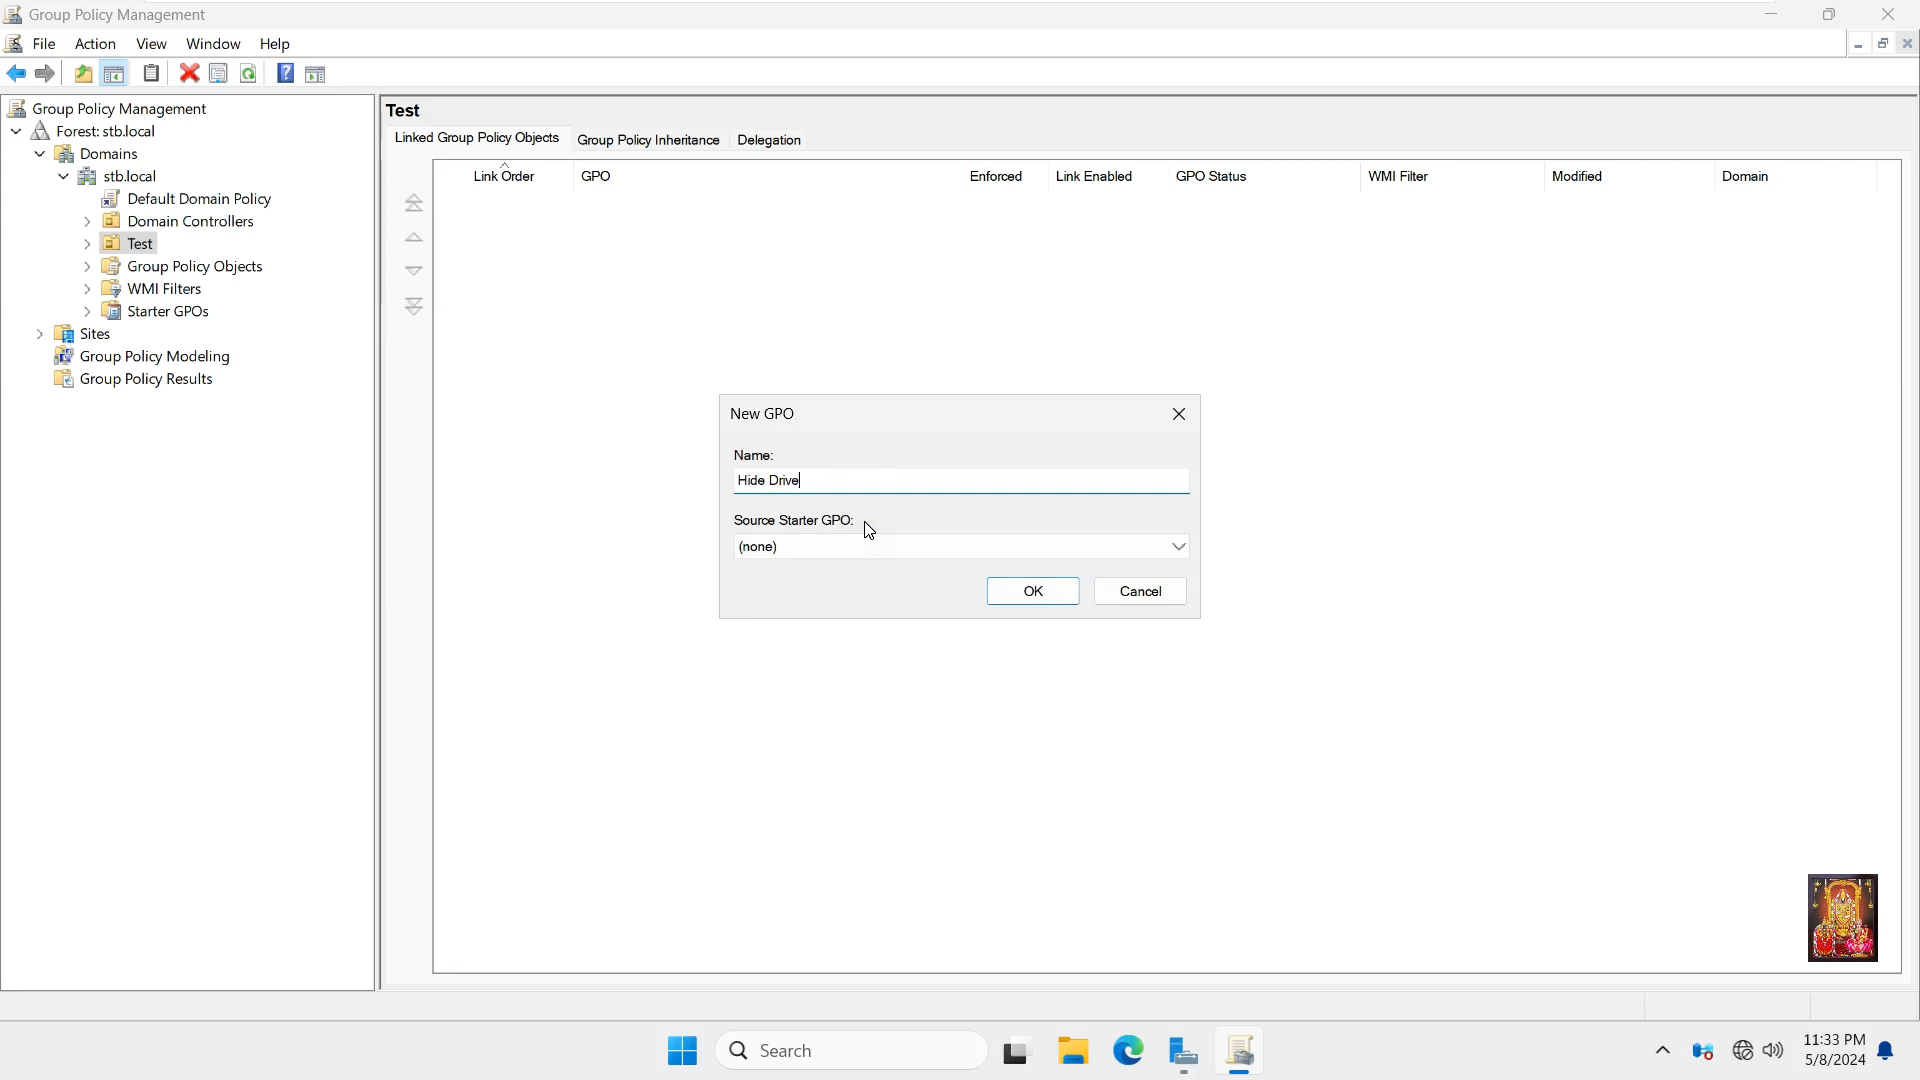 Group Policy Management
File Action View Window Help
Group Policy Management
Forest: stb.local
Domains
stb.local
Default Domain Policy
Domain Controllers
Test
Group Policy Objects
WMI Filters
Starter GPOs
Sites
Group Policy Modeling
Group Policy Results
Test
Linked Group Policy Objects Group Policy Inheritance Delegation
Link Order GPO Enforced Link Enabled GPO Status WMI Filter Modified Domain
New GPO
Name:
Hide Drive
Source Starter GPO:
(none)
OK Cancel
Search
11:33 PM
5/8/2024